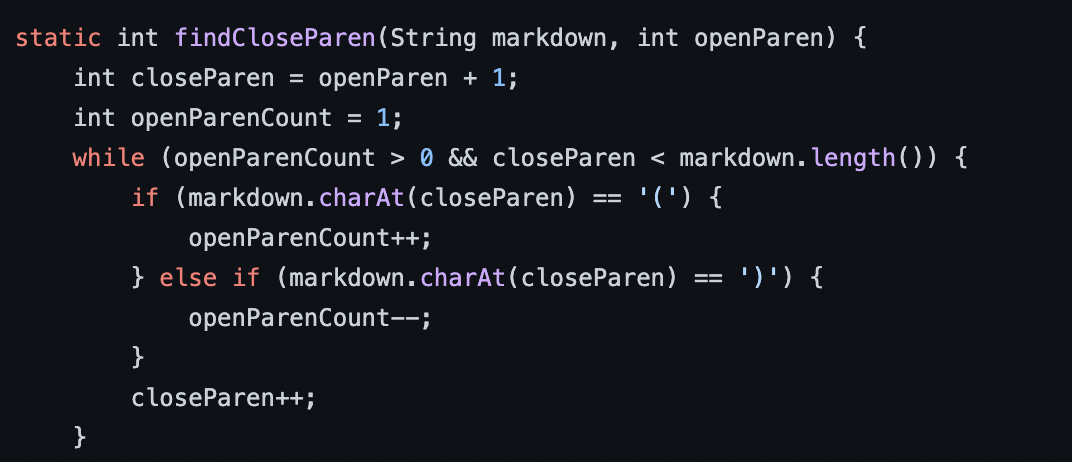 static int findCloseParen(String markdown, int openParen) {
    int closeParen = openParen + 1;
    int openParenCount = 1;
    while (openParenCount > 0 && closeParen < markdown.length()) {
        if (markdown.charAt(closeParen) == '(') {
            openParenCount++;
        } else if (markdown.charAt(closeParen) == ')') {
            openParenCount--;
        }
        closeParen++;
    }